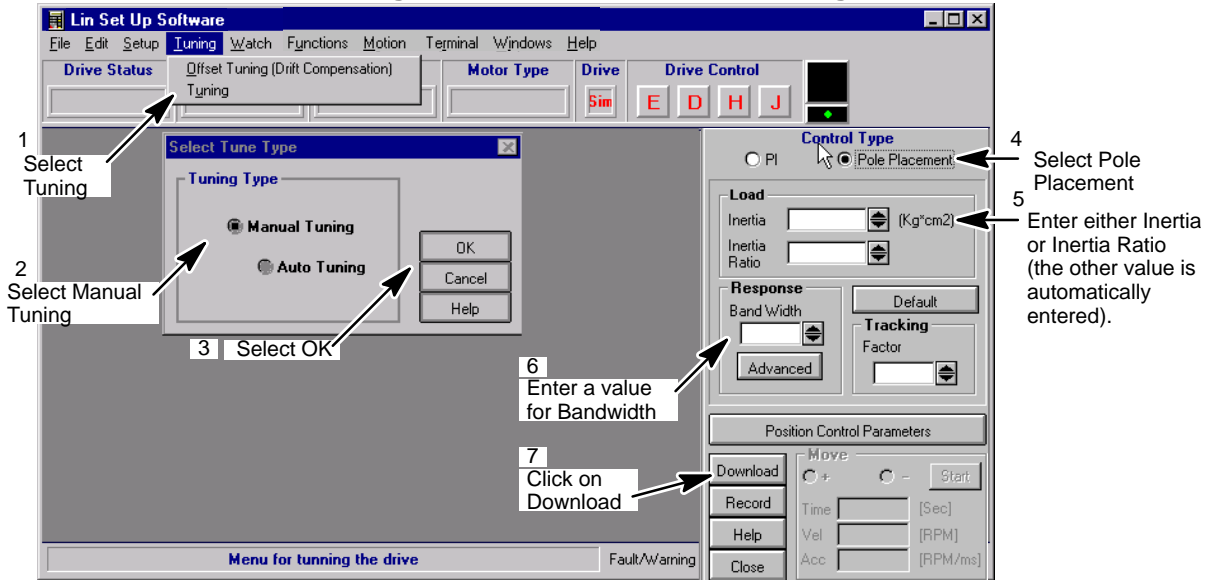 Lin Set Up Software
File Edit Setup Tuning Watch Functions Motion Terminal Windows Help
Offset Tuning (Drift Compensation)
Tuning
Drive Status
Motor Type
Drive
Drive Control
Sim
E D H J
1
Select
Tuning
Select Tune Type
Tuning Type
Manual Tuning
Auto Tuning
OK
Cancel
Help
2
Select Manual
Tuning
3 Select OK
Control Type
PI
Pole Placement
4
Select Pole
Placement
Load
Inertia
(Kg*cm2)
Inertia
Ratio
5
Enter either Inertia
or Inertia Ratio
(the other value is
automatically
entered).
Response
Band Width
Advanced
Default
Tracking
Factor
6
Enter a value
for Bandwidth
Position Control Parameters
7
Click on
Download
Download
Record
Help
Close
Move
+
-
Start
Time
[Sec]
Vel
[RPM]
Acc
[RPM/ms]
Menu for tunning the drive
Fault/Warning